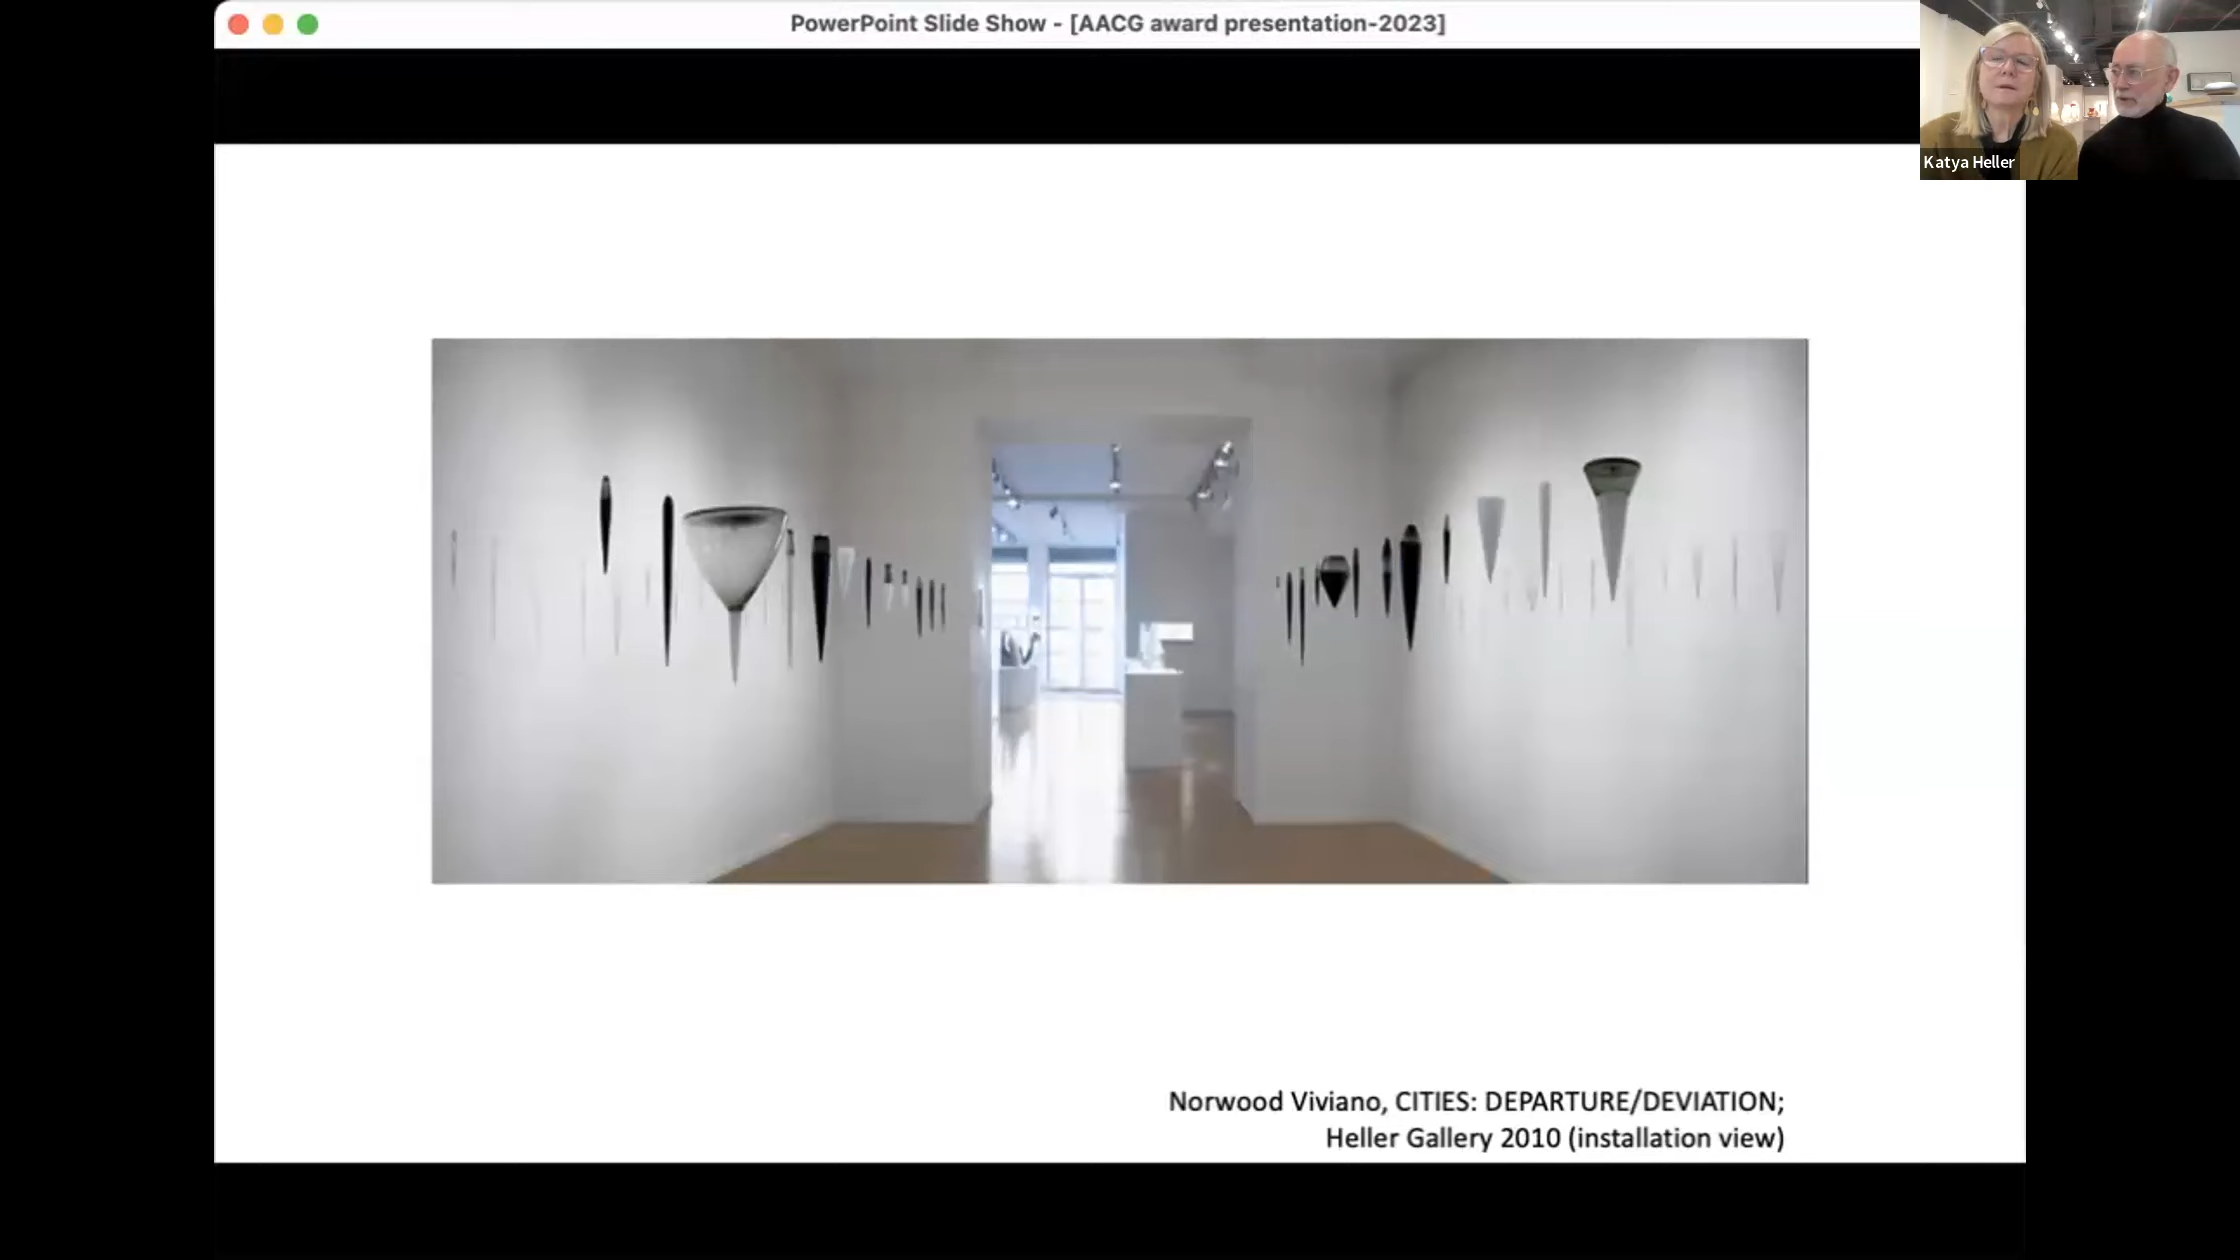 PowerPoint Slide Show - [AACG award presentation-2023]
Katya Heller
Norwood Viviano, CITIES: DEPARTURE/DEVIATION;
Heller Gallery 2010 (installation view)